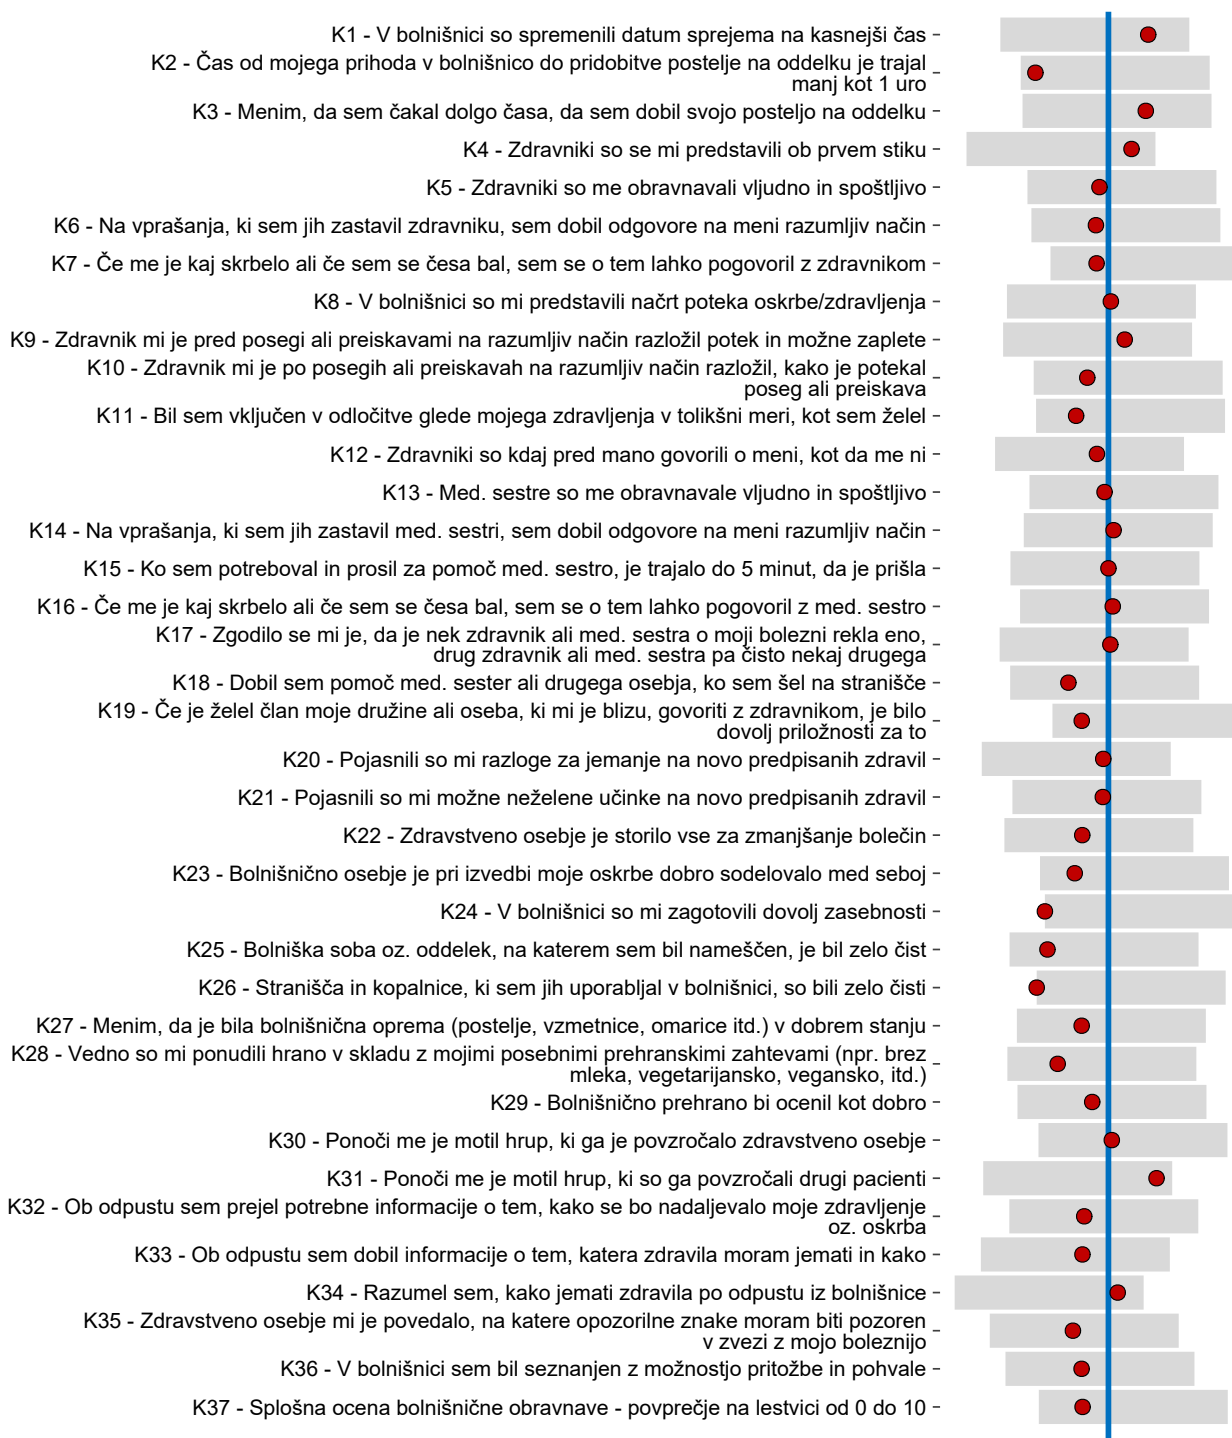 K1 - V bolnišnici so spremenili datum sprejema na kasnejši čas
K2 - Čas od mojega prihoda v bolnišnico do pridobitve postelje na oddelku je trajal
manj kot 1 uro
K3 - Menim, da sem čakal dolgo časa, da sem dobil svojo posteljo na oddelku
K4 - Zdravniki so se mi predstavili ob prvem stiku
K5 - Zdravniki so me obravnavali vljudno in spoštljivo
K6 - Na vprašanja, ki sem jih zastavil zdravniku, sem dobil odgovore na meni razumljiv način
K7 - Če me je kaj skrbelo ali če sem se česa bal, sem se o tem lahko pogovoril z zdravnikom
K8 - V bolnišnici so mi predstavili načrt poteka oskrbe/zdravljenja
K9 - Zdravnik mi je pred posegi ali preiskavami na razumljiv način razložil potek in možne zaplete
K10 - Zdravnik mi je po posegih ali preiskavah na razumljiv način razložil, kako je potekal
poseg ali preiskava
K11 - Bil sem vključen v odločitve glede mojega zdravljenja v tolikšni meri, kot sem želel
K12 - Zdravniki so kdaj pred mano govorili o meni, kot da me ni
K13 - Med. sestre so me obravnavale vljudno in spoštljivo
K14 - Na vprašanja, ki sem jih zastavil med. sestri, sem dobil odgovore na meni razumljiv način
K15 - Ko sem potreboval in prosil za pomoč med. sestro, je trajalo do 5 minut, da je prišla
K16 - Če me je kaj skrbelo ali če sem se česa bal, sem se o tem lahko pogovoril z med. sestro
K17 - Zgodilo se mi je, da je nek zdravnik ali med. sestra o moji bolezni rekla eno,
drug zdravnik ali med. sestra pa čisto nekaj drugega
K18 - Dobil sem pomoč med. sester ali drugega osebja, ko sem šel na stranišče
K19 - Če je želel član moje družine ali oseba, ki mi je blizu, govoriti z zdravnikom, je bilo
dovolj priložnosti za to
K20 - Pojasnili so mi razloge za jemanje na novo predpisanih zdravil
K21 - Pojasnili so mi možne neželene učinke na novo predpisanih zdravil
K22 - Zdravstveno osebje je storilo vse za zmanjšanje bolečin
K23 - Bolnišnično osebje je pri izvedbi moje oskrbe dobro sodelovalo med seboj
K24 - V bolnišnici so mi zagotovili dovolj zasebnosti
K25 - Bolniška soba oz. oddelek, na katerem sem bil nameščen, je bil zelo čist
K26 - Stranišča in kopalnice, ki sem jih uporabljal v bolnišnici, so bili zelo čisti
K27 - Menim, da je bila bolnišnična oprema (postelje, vzmetnice, omarice itd.) v dobrem stanju
K28 - Vedno so mi ponudili hrano v skladu z mojimi posebnimi prehranskimi zahtevami (npr. brez
mleka, vegetarijansko, vegansko, itd.)
K29 - Bolnišnično prehrano bi ocenil kot dobro
K30 - Ponoči me je motil hrup, ki ga je povzročalo zdravstveno osebje
K31 - Ponoči me je motil hrup, ki so ga povzročali drugi pacienti
K32 - Ob odpustu sem prejel potrebne informacije o tem, kako se bo nadaljevalo moje zdravljenje
oz. oskrba
K33 - Ob odpustu sem dobil informacije o tem, katera zdravila moram jemati in kako
K34 - Razumel sem, kako jemati zdravila po odpustu iz bolnišnice
K35 - Zdravstveno osebje mi je povedalo, na katere opozorilne znake moram biti pozoren
v zvezi z mojo boleznijo
K36 - V bolnišnici sem bil seznanjen z možnostjo pritožbe in pohvale
K37 - Splošna ocena bolnišnične obravnave - povprečje na lestvici od 0 do 10